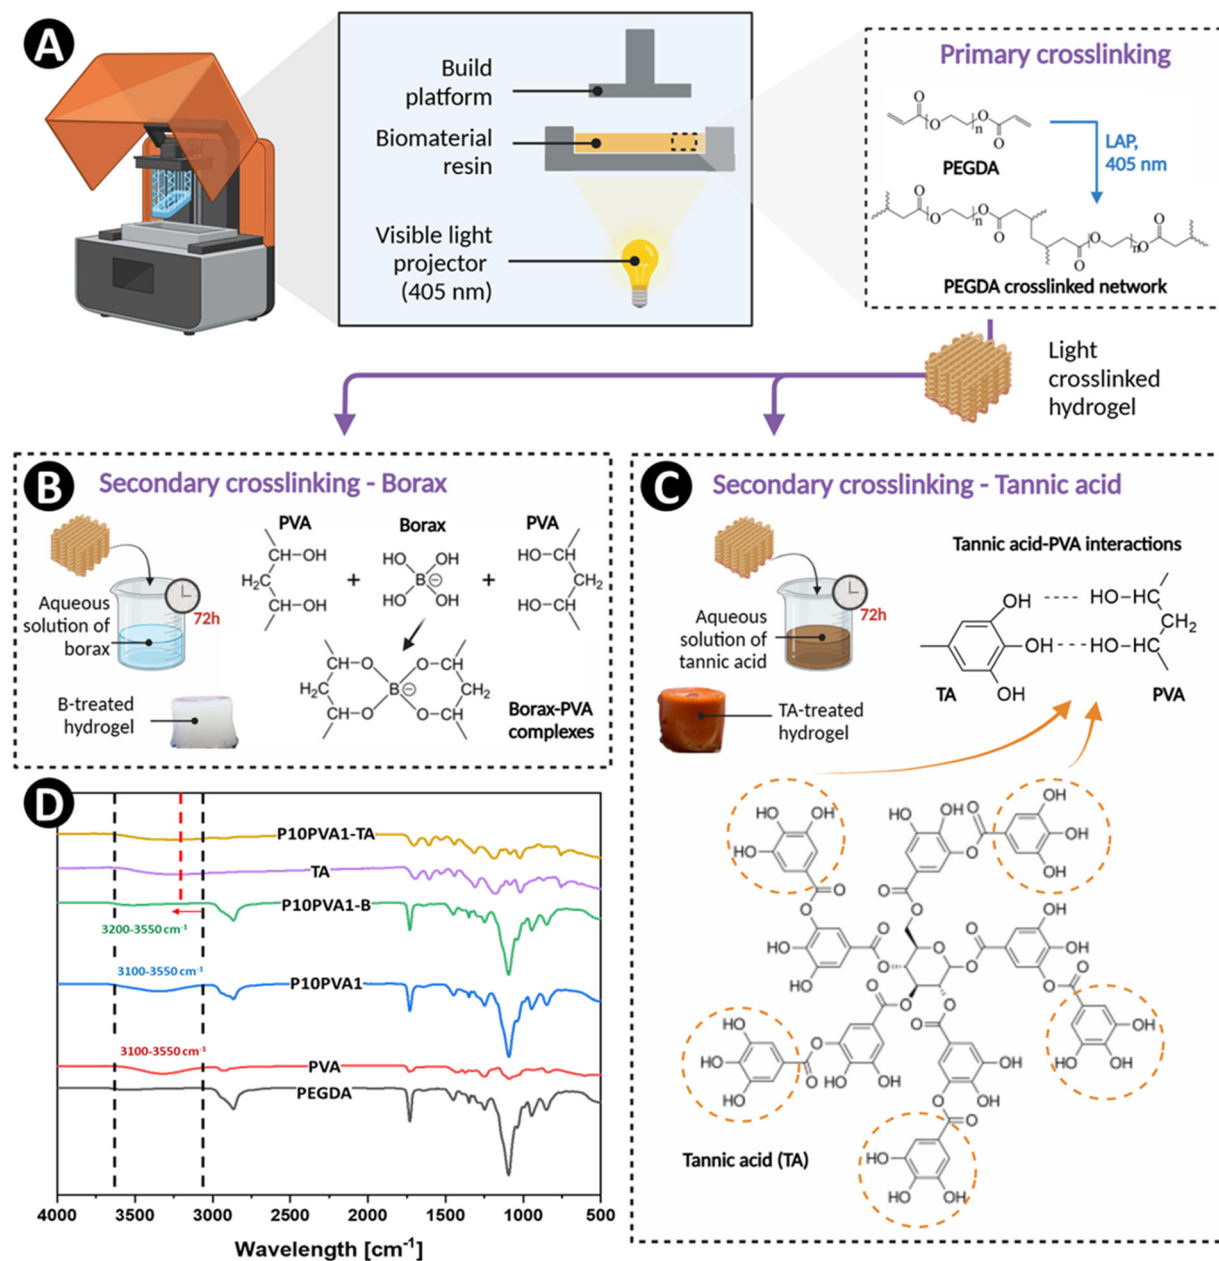 A
Build
platform
Biomaterial
resin
Visible light
projector
(405 nm)
Primary crosslinking
PEGDA
LAP,
405 nm
PEGDA crosslinked network
Light
crosslinked
hydrogel
B
Secondary crosslinking - Borax
72h
Aqueous
solution of
borax
B-treated
hydrogel
PVA
Borax
PVA
Borax-PVA
complexes
C
Secondary crosslinking - Tannic acid
72h
Aqueous
solution of
tannic acid
TA-treated
hydrogel
Tannic acid-PVA interactions
TA
PVA
Tannic acid (TA)
D
P10PVA1-TA
TA
P10PVA1-B
3200-3550 cm⁻¹
3100-3550 cm⁻¹
P10PVA1
3100-3550 cm⁻¹
PVA
PEGDA
4000 3500 3000 2500 2000 1500 1000 500
Wavelength [cm⁻¹]